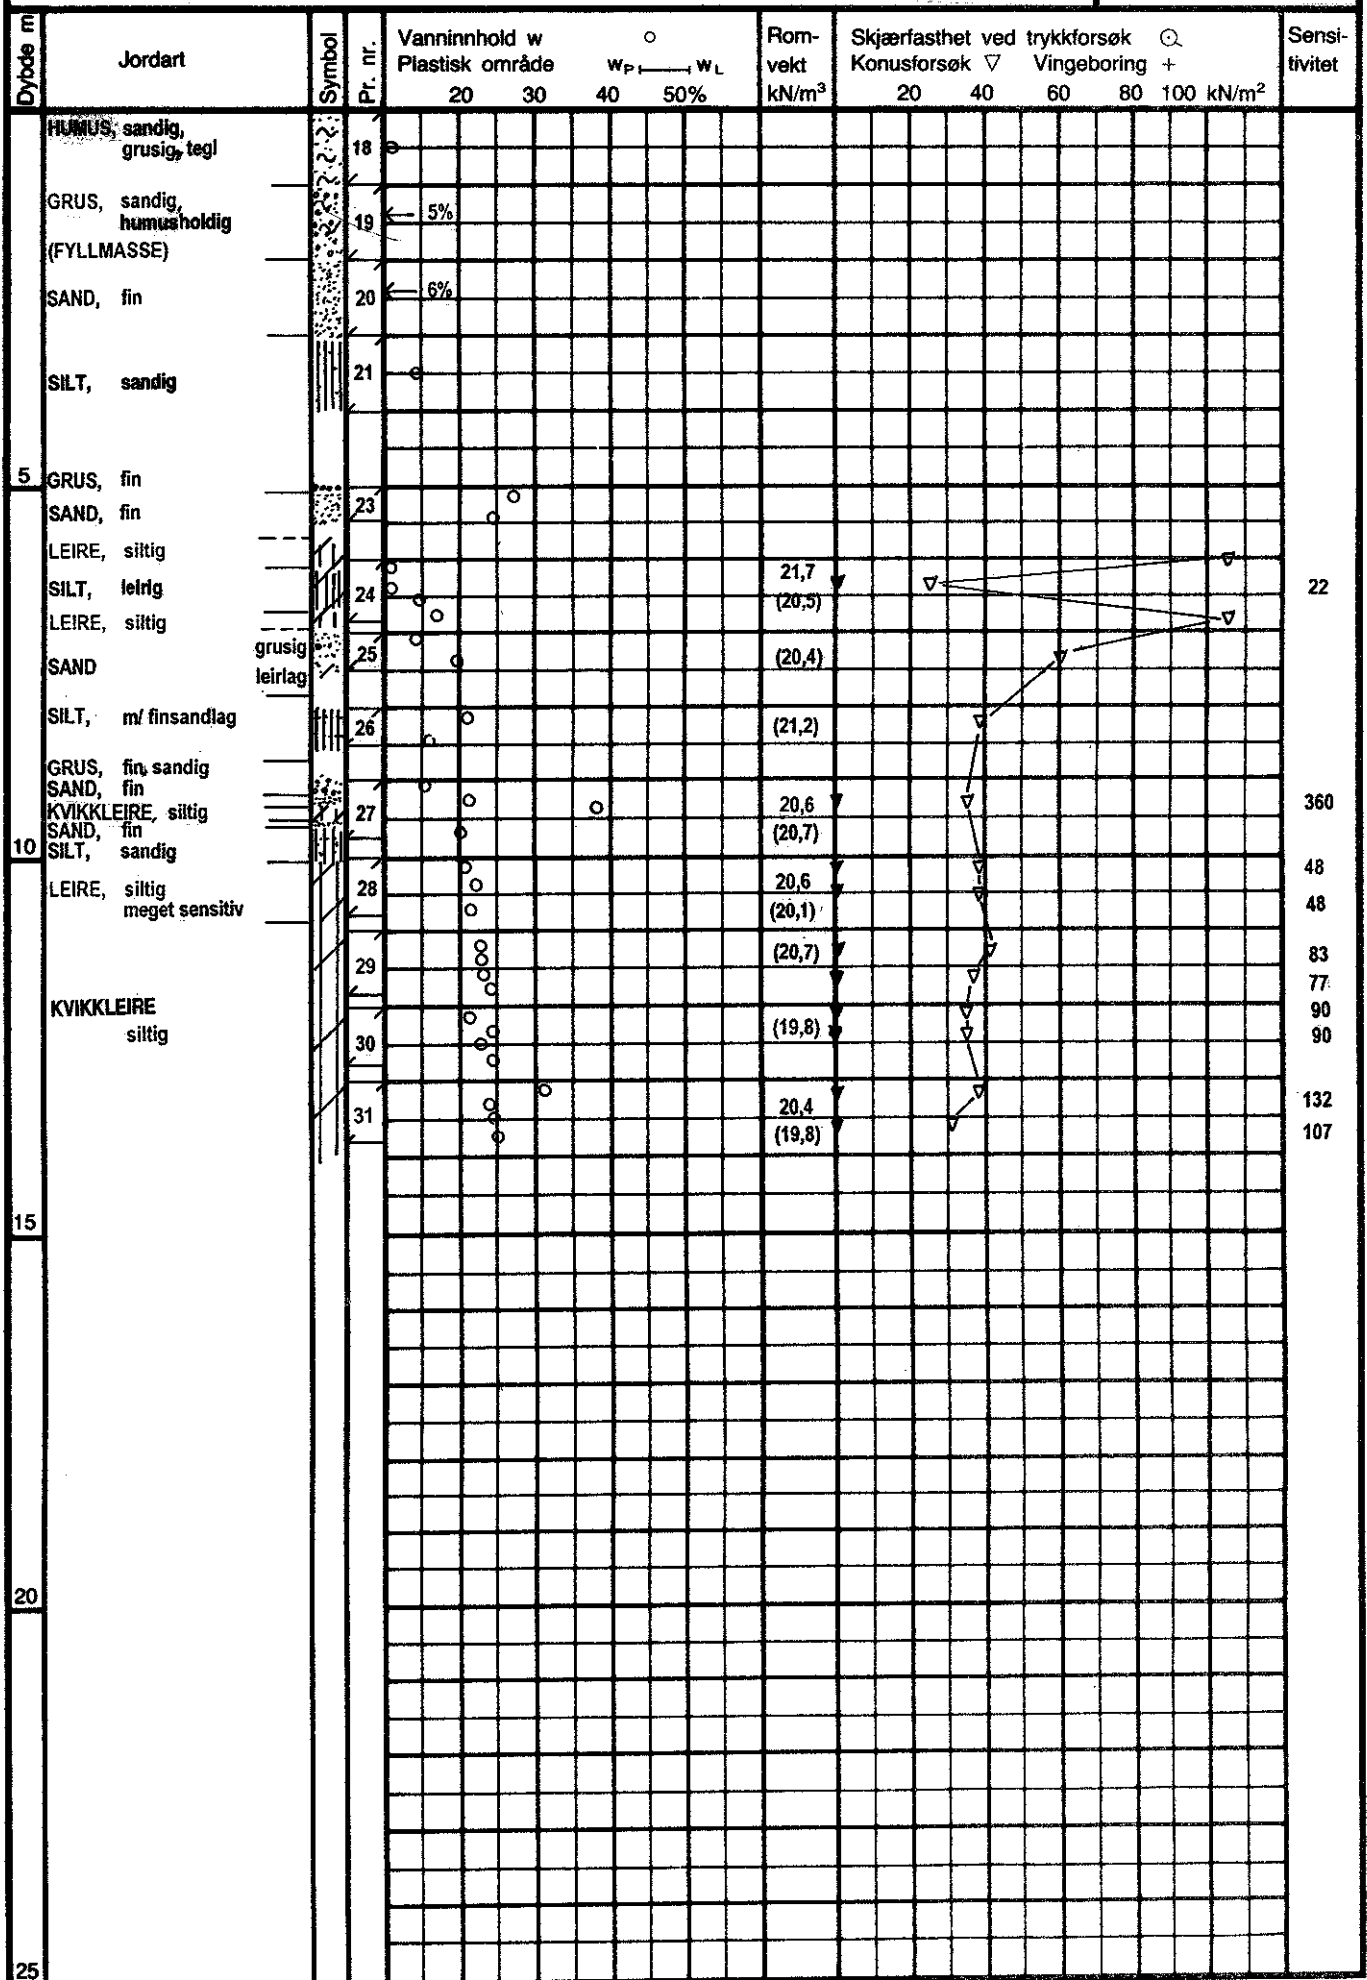 Dybde m
Jordart
Symbol
Pr. nr.
Vanninnhold w
Plastisk område wP wL
20 30 40 50%
Rom-
vekt
kN/m³
Skjærfasthet ved trykkforsøk
Konusforsøk ▽ Vingeboring +
20 40 60 80 100 kN/m²
Sensi-
tivitet
HUMUS, sandig,
grusig, tegl
18
GRUS, sandig,
humusholdig
19
5%
(FYLLMASSE)
SAND, fin
20
6%
SILT, sandig
21
5
GRUS, fin
23
SAND, fin
LEIRE, siltig
21,7
SILT, leirig
24
(20,5)
22
LEIRE, siltig
grusig
25
SAND
(20,4)
leirlag
SILT, m/ finsandlag
26
(21,2)
GRUS, fin, sandig
SAND, fin
20,6
360
KVIKKLEIRE, siltig
27
SAND, fin
(20,7)
10
SILT, sandig
48
LEIRE, siltig
28
20,6
meget sensitiv
(20,1)
48
(20,7)
83
29
77
KVIKKLEIRE
90
siltig
(19,8)
90
30
20,4
132
31
(19,8)
107
15
20
25